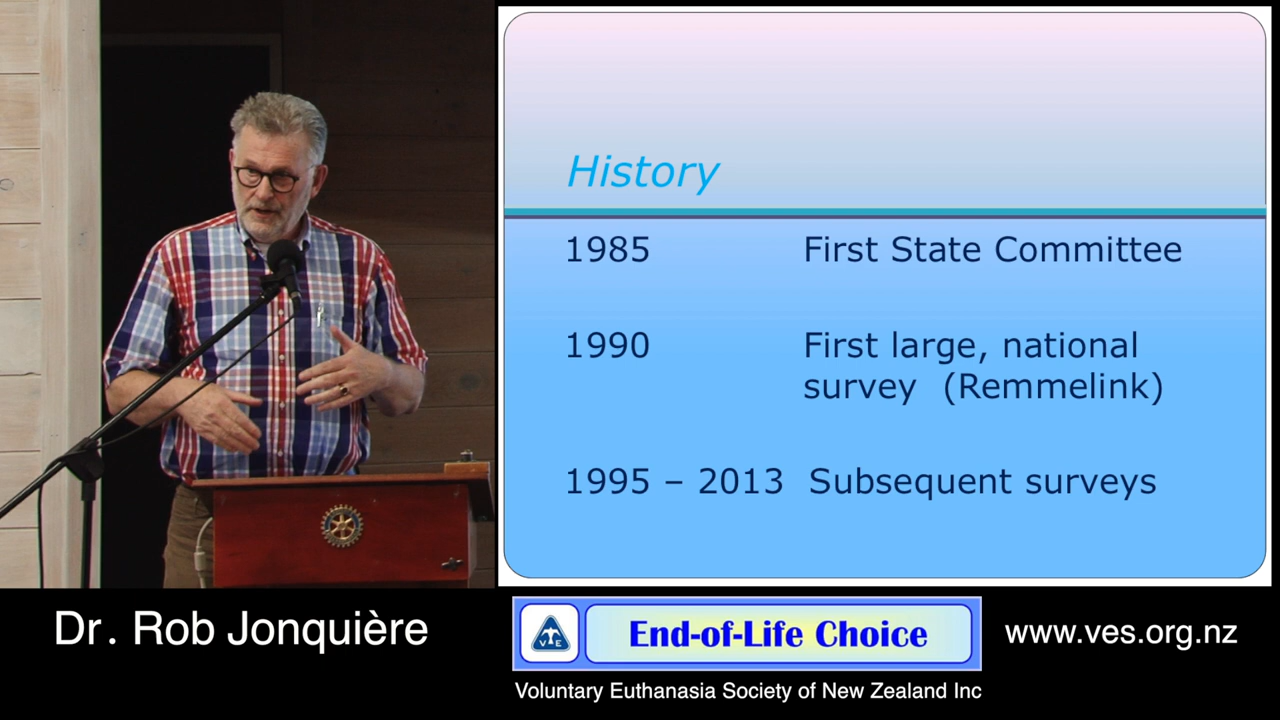 History
1985 First State Committee
1990 First large, national
survey (Remmelink)
1995 – 2013 Subsequent surveys
Dr. Rob Jonquière
VE
End-of-Life Choice
www.ves.org.nz
Voluntary Euthanasia Society of New Zealand Inc